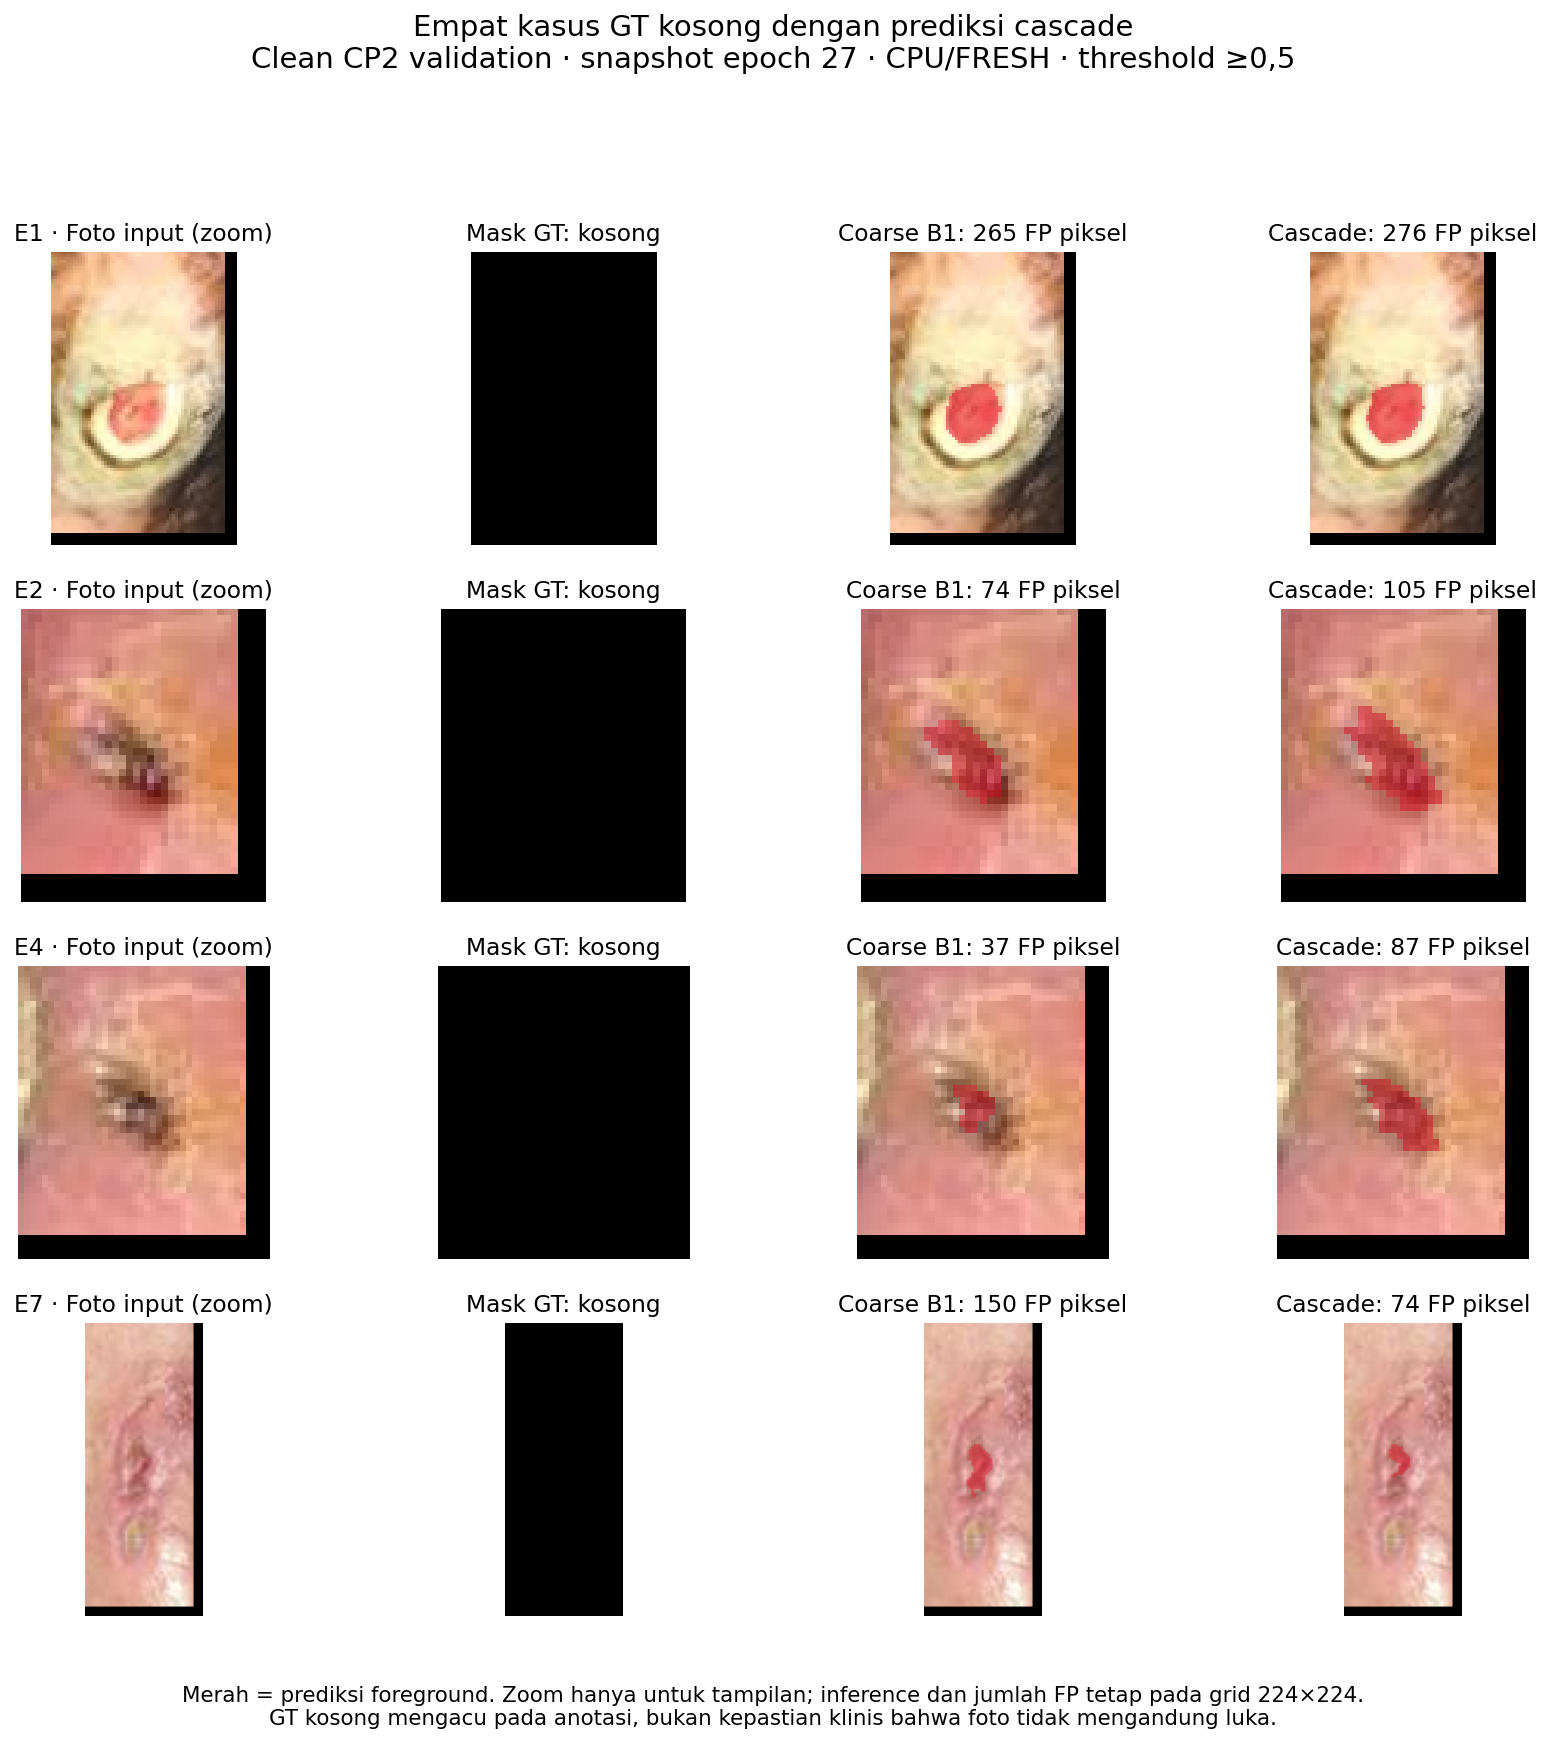 Empat kasus GT kosong dengan prediksi cascade
Clean CP2 validation · snapshot epoch 27 · CPU/FRESH · threshold ≥0,5
E1 · Foto input (zoom)
Mask GT: kosong
Coarse B1: 265 FP piksel
Cascade: 276 FP piksel
E2 · Foto input (zoom)
Mask GT: kosong
Coarse B1: 74 FP piksel
Cascade: 105 FP piksel
E4 · Foto input (zoom)
Mask GT: kosong
Coarse B1: 37 FP piksel
Cascade: 87 FP piksel
E7 · Foto input (zoom)
Mask GT: kosong
Coarse B1: 150 FP piksel
Cascade: 74 FP piksel
Merah = prediksi foreground. Zoom hanya untuk tampilan; inference dan jumlah FP tetap pada grid 224×224.
GT kosong mengacu pada anotasi, bukan kepastian klinis bahwa foto tidak mengandung luka.